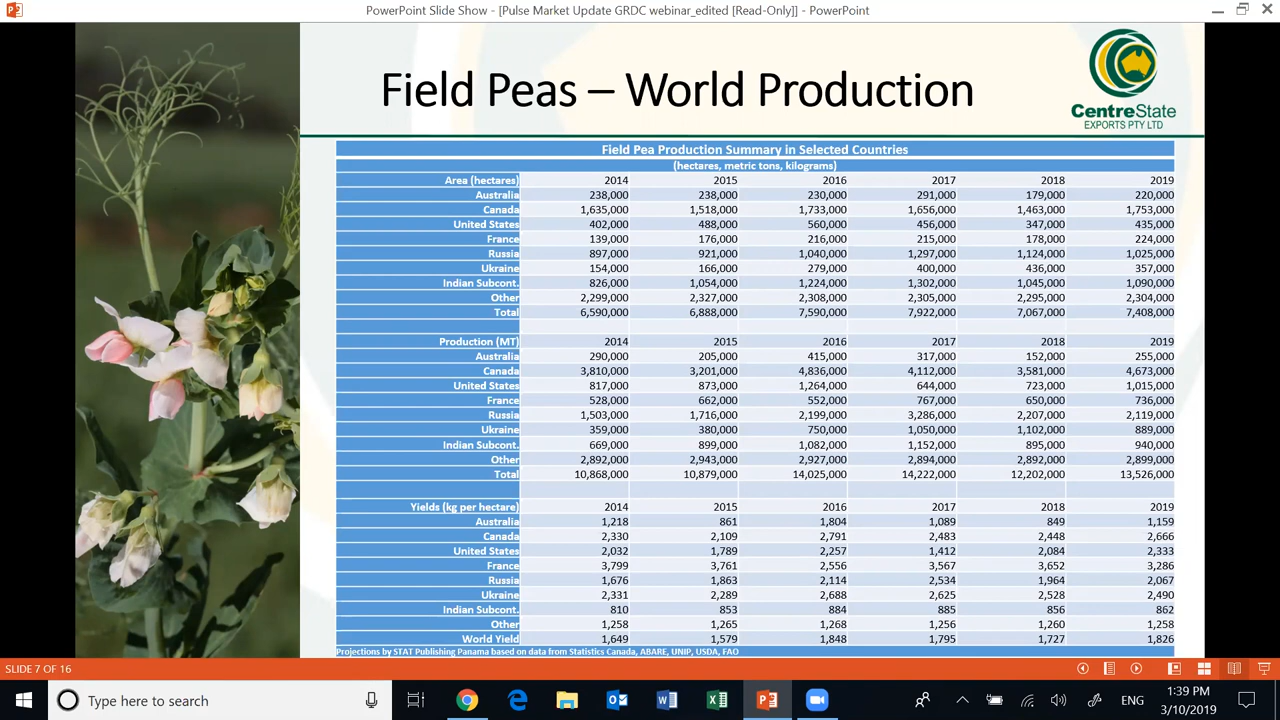 PowerPoint Slide Show - [Pulse Market Update GRDC webinar_edited [Read-Only]] - PowerPoint
Field Peas – World Production
CentreState
EXPORTS PTY LTD
Field Pea Production Summary in Selected Countries
(hectares, metric tons, kilograms)
Area (hectares) 2014 2015 2016 2017 2018 2019
Australia 238,000 238,000 230,000 291,000 179,000 220,000
Canada 1,635,000 1,518,000 1,733,000 1,656,000 1,463,000 1,753,000
United States 402,000 488,000 560,000 456,000 347,000 435,000
France 139,000 176,000 216,000 215,000 178,000 224,000
Russia 897,000 921,000 1,040,000 1,297,000 1,124,000 1,025,000
Ukraine 154,000 166,000 279,000 400,000 436,000 357,000
Indian Subcont. 826,000 1,054,000 1,224,000 1,302,000 1,045,000 1,090,000
Other 2,299,000 2,327,000 2,308,000 2,305,000 2,295,000 2,304,000
Total 6,590,000 6,888,000 7,590,000 7,922,000 7,067,000 7,408,000
Production (MT) 2014 2015 2016 2017 2018 2019
Australia 290,000 205,000 415,000 317,000 152,000 255,000
Canada 3,810,000 3,201,000 4,836,000 4,112,000 3,581,000 4,673,000
United States 817,000 873,000 1,264,000 644,000 723,000 1,015,000
France 528,000 662,000 552,000 767,000 650,000 736,000
Russia 1,503,000 1,716,000 2,199,000 3,286,000 2,207,000 2,119,000
Ukraine 359,000 380,000 750,000 1,050,000 1,102,000 889,000
Indian Subcont. 669,000 899,000 1,082,000 1,152,000 895,000 940,000
Other 2,892,000 2,943,000 2,927,000 2,894,000 2,892,000 2,899,000
Total 10,868,000 10,879,000 14,025,000 14,222,000 12,202,000 13,526,000
Yields (kg per hectare) 2014 2015 2016 2017 2018 2019
Australia 1,218 861 1,804 1,089 849 1,159
Canada 2,330 2,109 2,791 2,483 2,448 2,666
United States 2,032 1,789 2,257 1,412 2,084 2,333
France 3,799 3,761 2,556 3,567 3,652 3,286
Russia 1,676 1,863 2,114 2,534 1,964 2,067
Ukraine 2,331 2,289 2,688 2,625 2,528 2,490
Indian Subcont. 810 853 884 885 856 862
Other 1,258 1,265 1,268 1,256 1,260 1,258
World Yield 1,649 1,579 1,848 1,795 1,727 1,826
Projections by STAT Publishing Panama based on data from Statistics Canada, ABARE, UNIP, USDA, FAO
SLIDE 7 OF 16
Type here to search
ENG
1:39 PM
3/10/2019